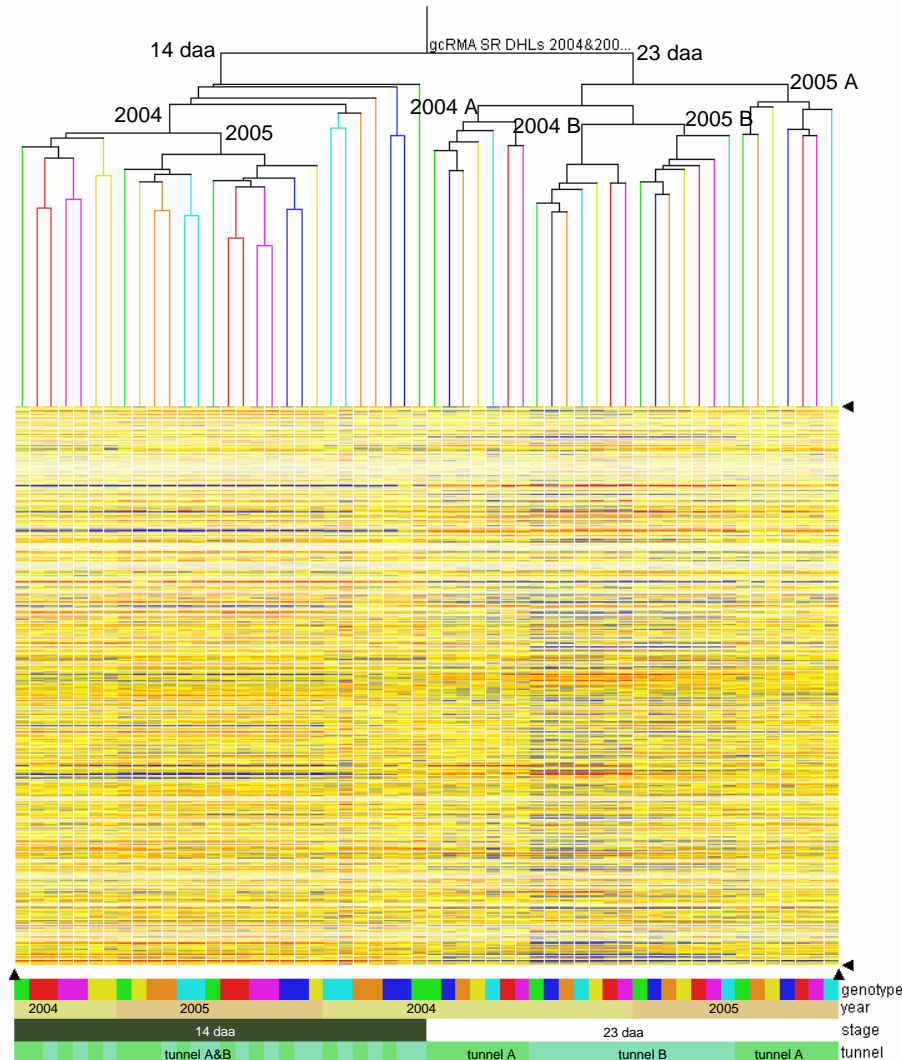 gcRMA SR DHLs 2004&200...
14 daa
23 daa
2005 A
2004 A
2004
2004 B
2005 B
2005
genotype
2004 2005 2004 2005 year
14 daa 23 daa stage
tunnel A&B tunnel A tunnel B tunnel A tunnel